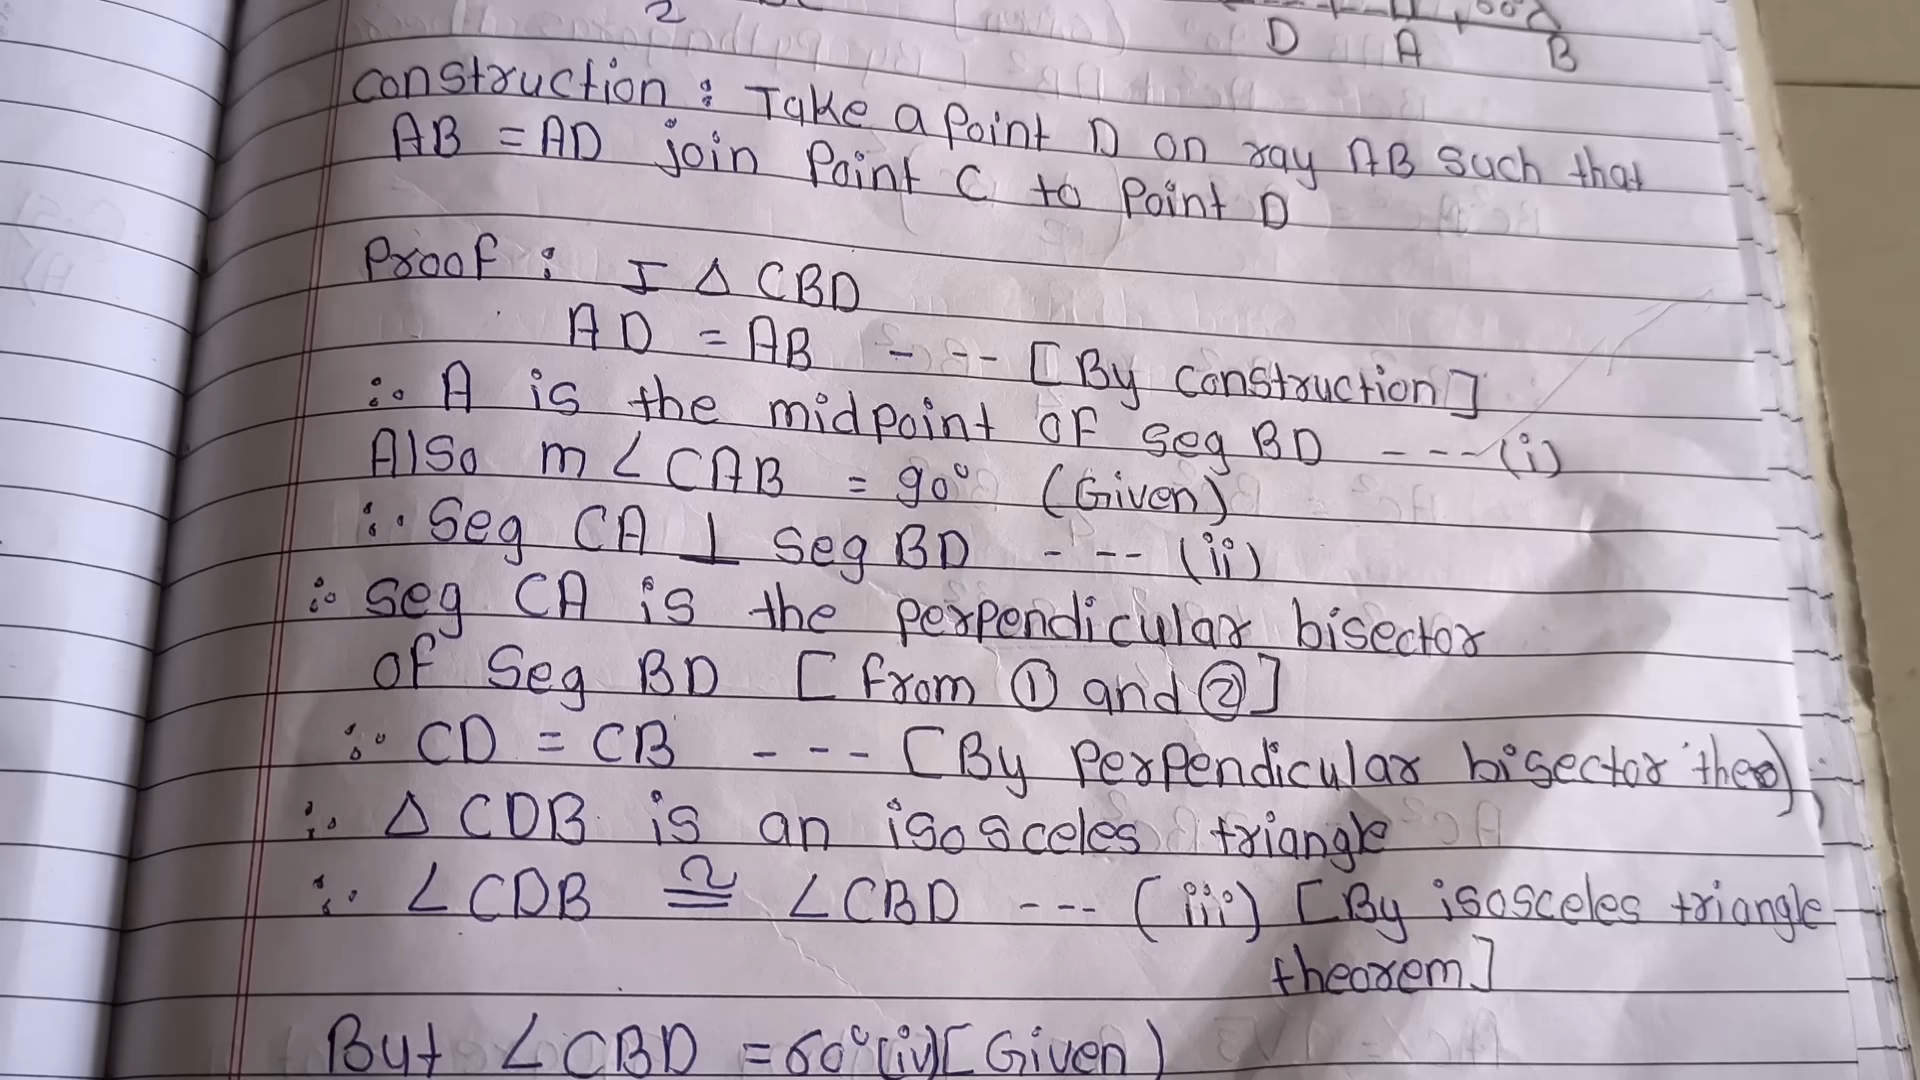 2
60°
D A B
construction : Take a point D on ray AB such that
AB = AD join point C to point D
Proof : I △ CBD
AD = AB --- [By construction]
∴ A is the midpoint of seg BD ---- (i)
Also m∠CAB = 90° (Given)
∴ seg CA ⊥ seg BD --- (ii)
∴ seg CA is the perpendicular bisector
of seg BD [from ① and ②]
∴ CD = CB --- [By perpendicular bisector theo)
∴ △ CDB is an isosceles triangle
∴ ∠CDB ≅ ∠CBD --- (iii) [By isosceles triangle
theorem]
But ∠CBD = 60° (iv) [Given)